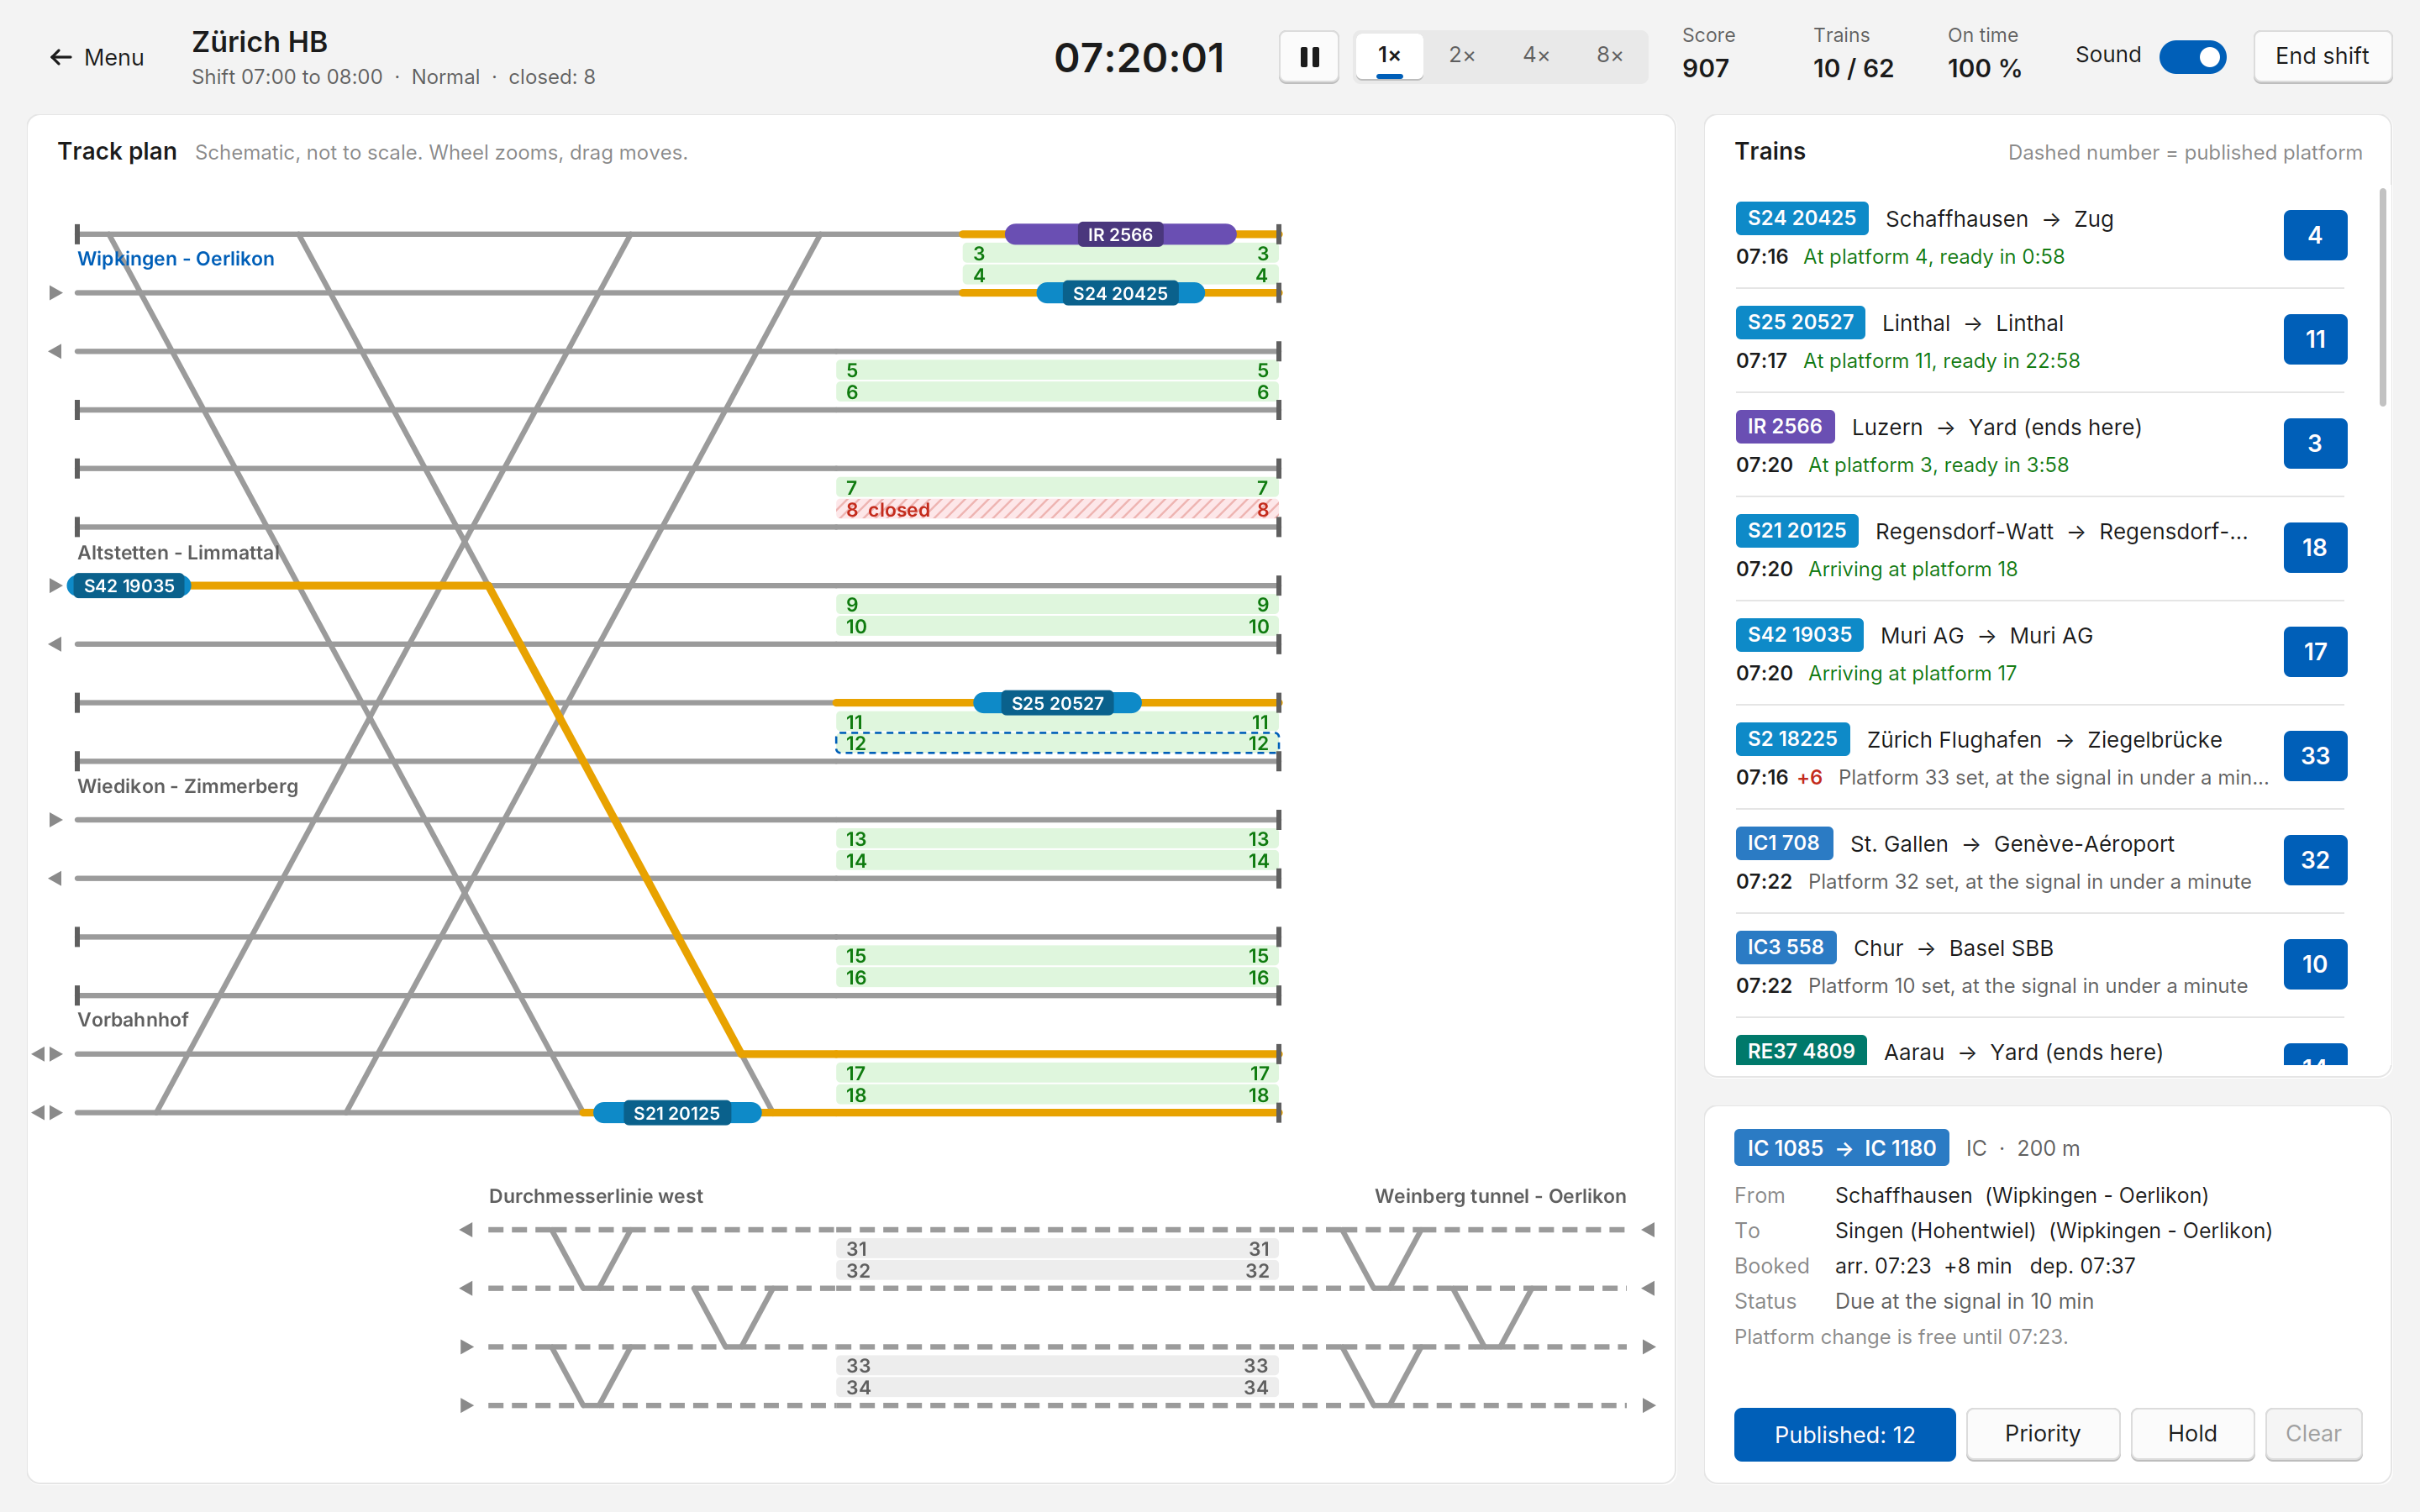 Menu
Zürich HB
Shift 07:00 to 08:00 · Normal · closed: 8
07:20:01
1× 2× 4× 8×
Score
907
Trains
10 / 62
On time
100 %
Sound
End shift
Track plan Schematic, not to scale. Wheel zooms, drag moves.
IR 2566
Wipkingen - Oerlikon
3 3
4 4
S24 20425
5 5
6 6
7 7
8 closed 8
Altstetten - Limmattal
S42 19035
9 9
10 10
S25 20527
11 11
12 12
Wiedikon - Zimmerberg
13 13
14 14
15 15
16 16
Vorbahnhof
17 17
18 18
S21 20125
Durchmesserlinie west Weinberg tunnel - Oerlikon
31 31
32 32
33 33
34 34
Trains Dashed number = published platform
S24 20425 Schaffhausen → Zug
07:16 At platform 4, ready in 0:58
4
S25 20527 Linthal → Linthal
07:17 At platform 11, ready in 22:58
11
IR 2566 Luzern → Yard (ends here)
07:20 At platform 3, ready in 3:58
3
S21 20125 Regensdorf-Watt → Regensdorf-...
07:20 Arriving at platform 18
18
S42 19035 Muri AG → Muri AG
07:20 Arriving at platform 17
17
S2 18225 Zürich Flughafen → Ziegelbrücke
07:16 +6 Platform 33 set, at the signal in under a min...
33
IC1 708 St. Gallen → Genève-Aéroport
07:22 Platform 32 set, at the signal in under a minute
32
IC3 558 Chur → Basel SBB
07:22 Platform 10 set, at the signal in under a minute
10
RE37 4809 Aarau → Yard (ends here)
IC 1085 → IC 1180 IC · 200 m
From Schaffhausen (Wipkingen - Oerlikon)
To Singen (Hohentwiel) (Wipkingen - Oerlikon)
Booked arr. 07:23 +8 min dep. 07:37
Status Due at the signal in 10 min
Platform change is free until 07:23.
Published: 12 Priority Hold Clear